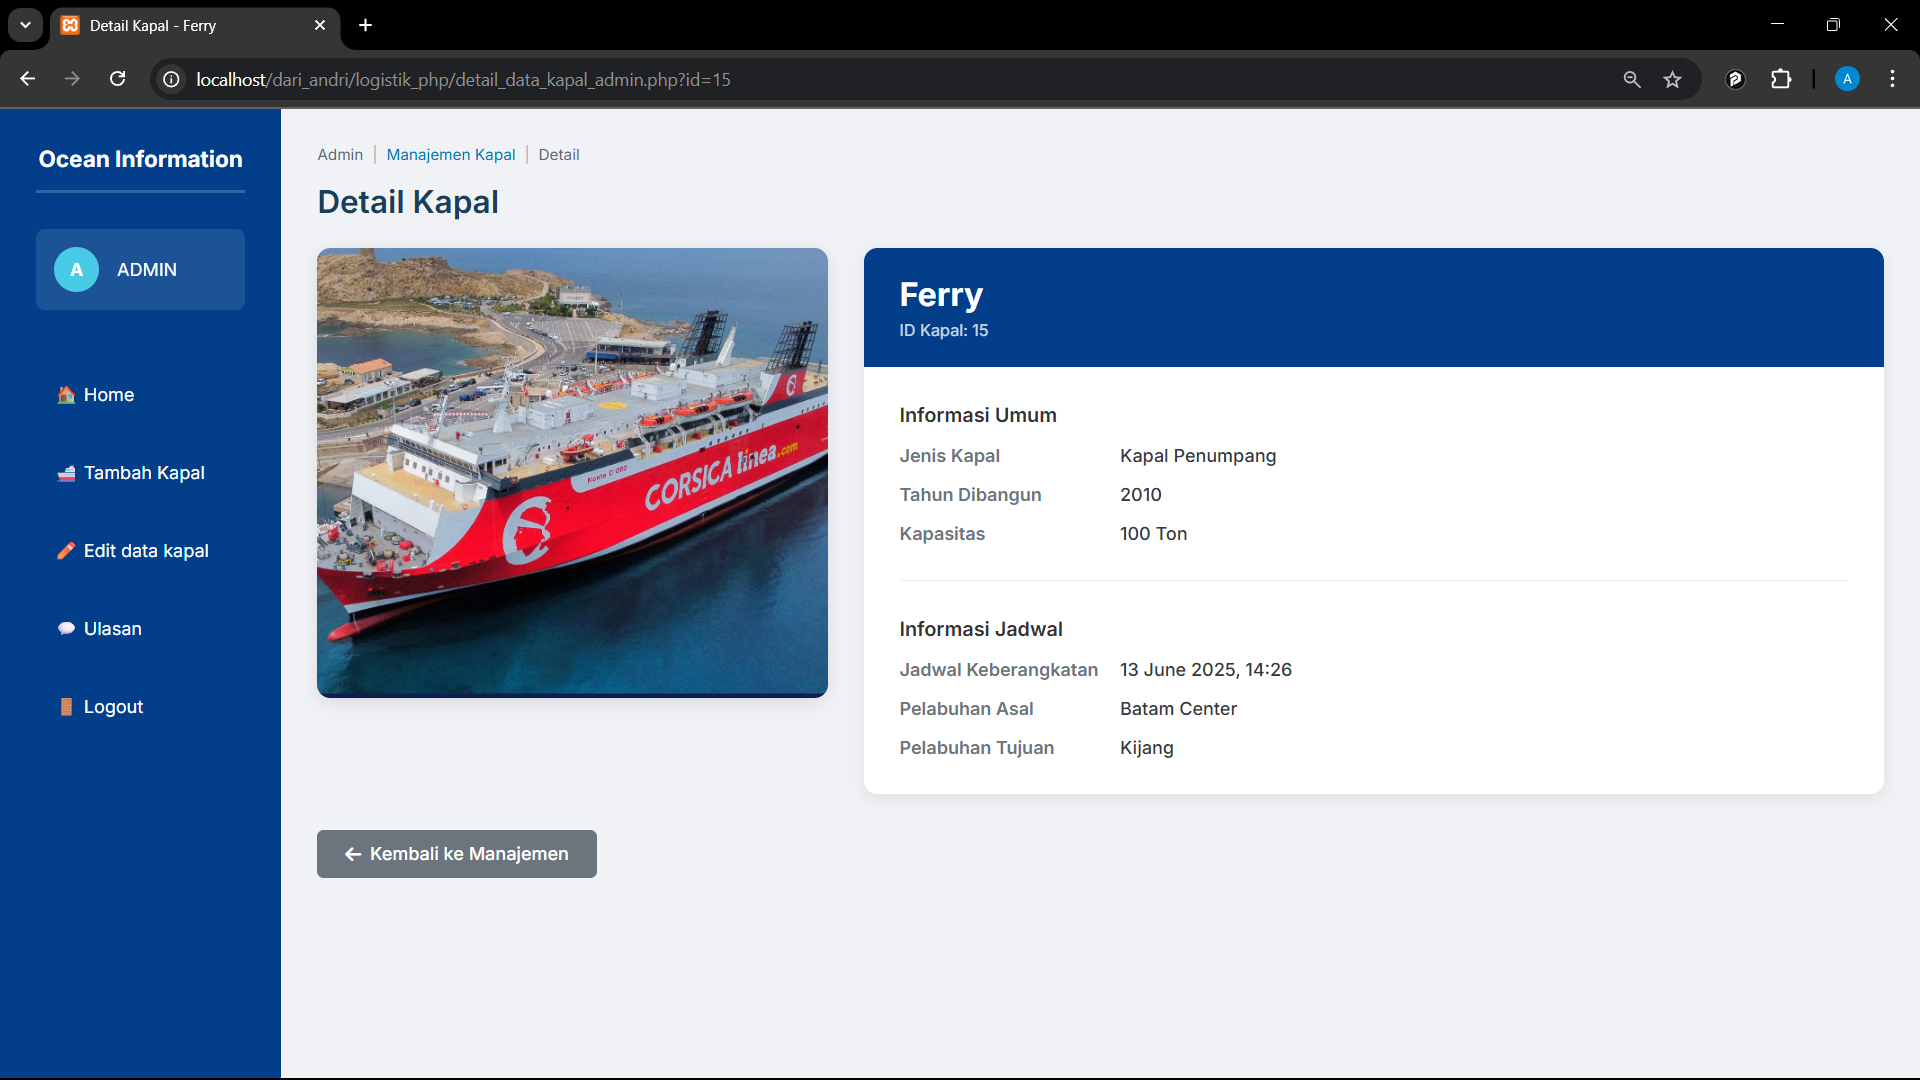 Detail Kapal - Ferry
localhost/dari_andri/logistik_php/detail_data_kapal_admin.php?id=15
A
Ocean Information
A ADMIN
Home
Tambah Kapal
Edit data kapal
Ulasan
Logout
Admin | Manajemen Kapal | Detail
Detail Kapal
Monte D'ORO
CORSICA linea.com
Ferry
ID Kapal: 15
Informasi Umum
Jenis Kapal Kapal Penumpang
Tahun Dibangun 2010
Kapasitas 100 Ton
Informasi Jadwal
Jadwal Keberangkatan 13 June 2025, 14:26
Pelabuhan Asal Batam Center
Pelabuhan Tujuan Kijang
← Kembali ke Manajemen